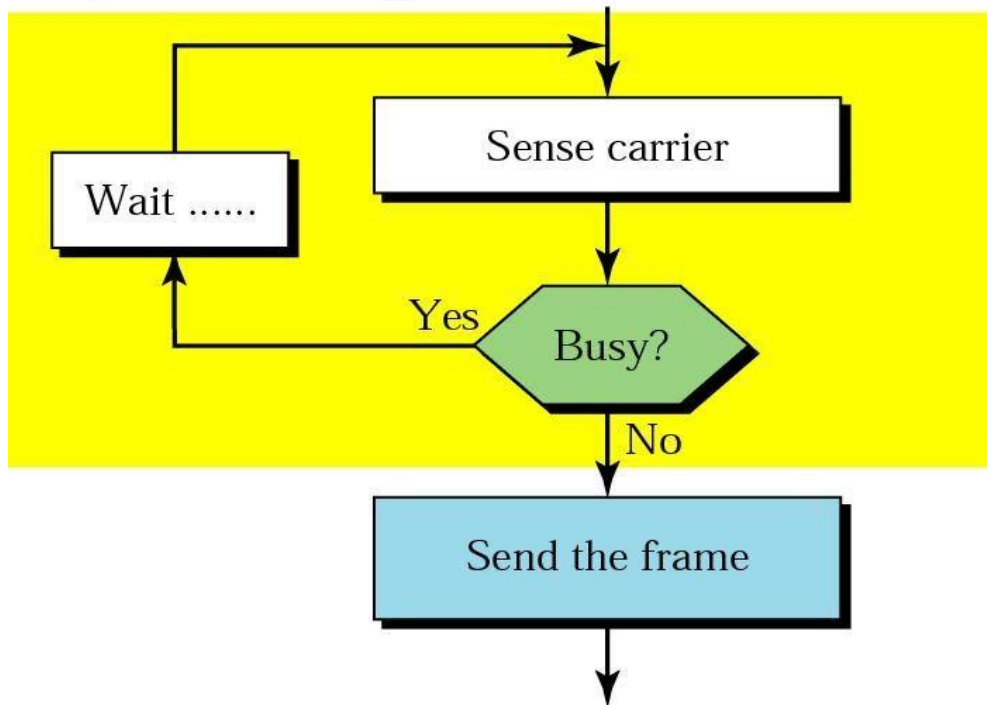 Sense carrier
Wait ......
Yes
Busy?
No
Send the frame